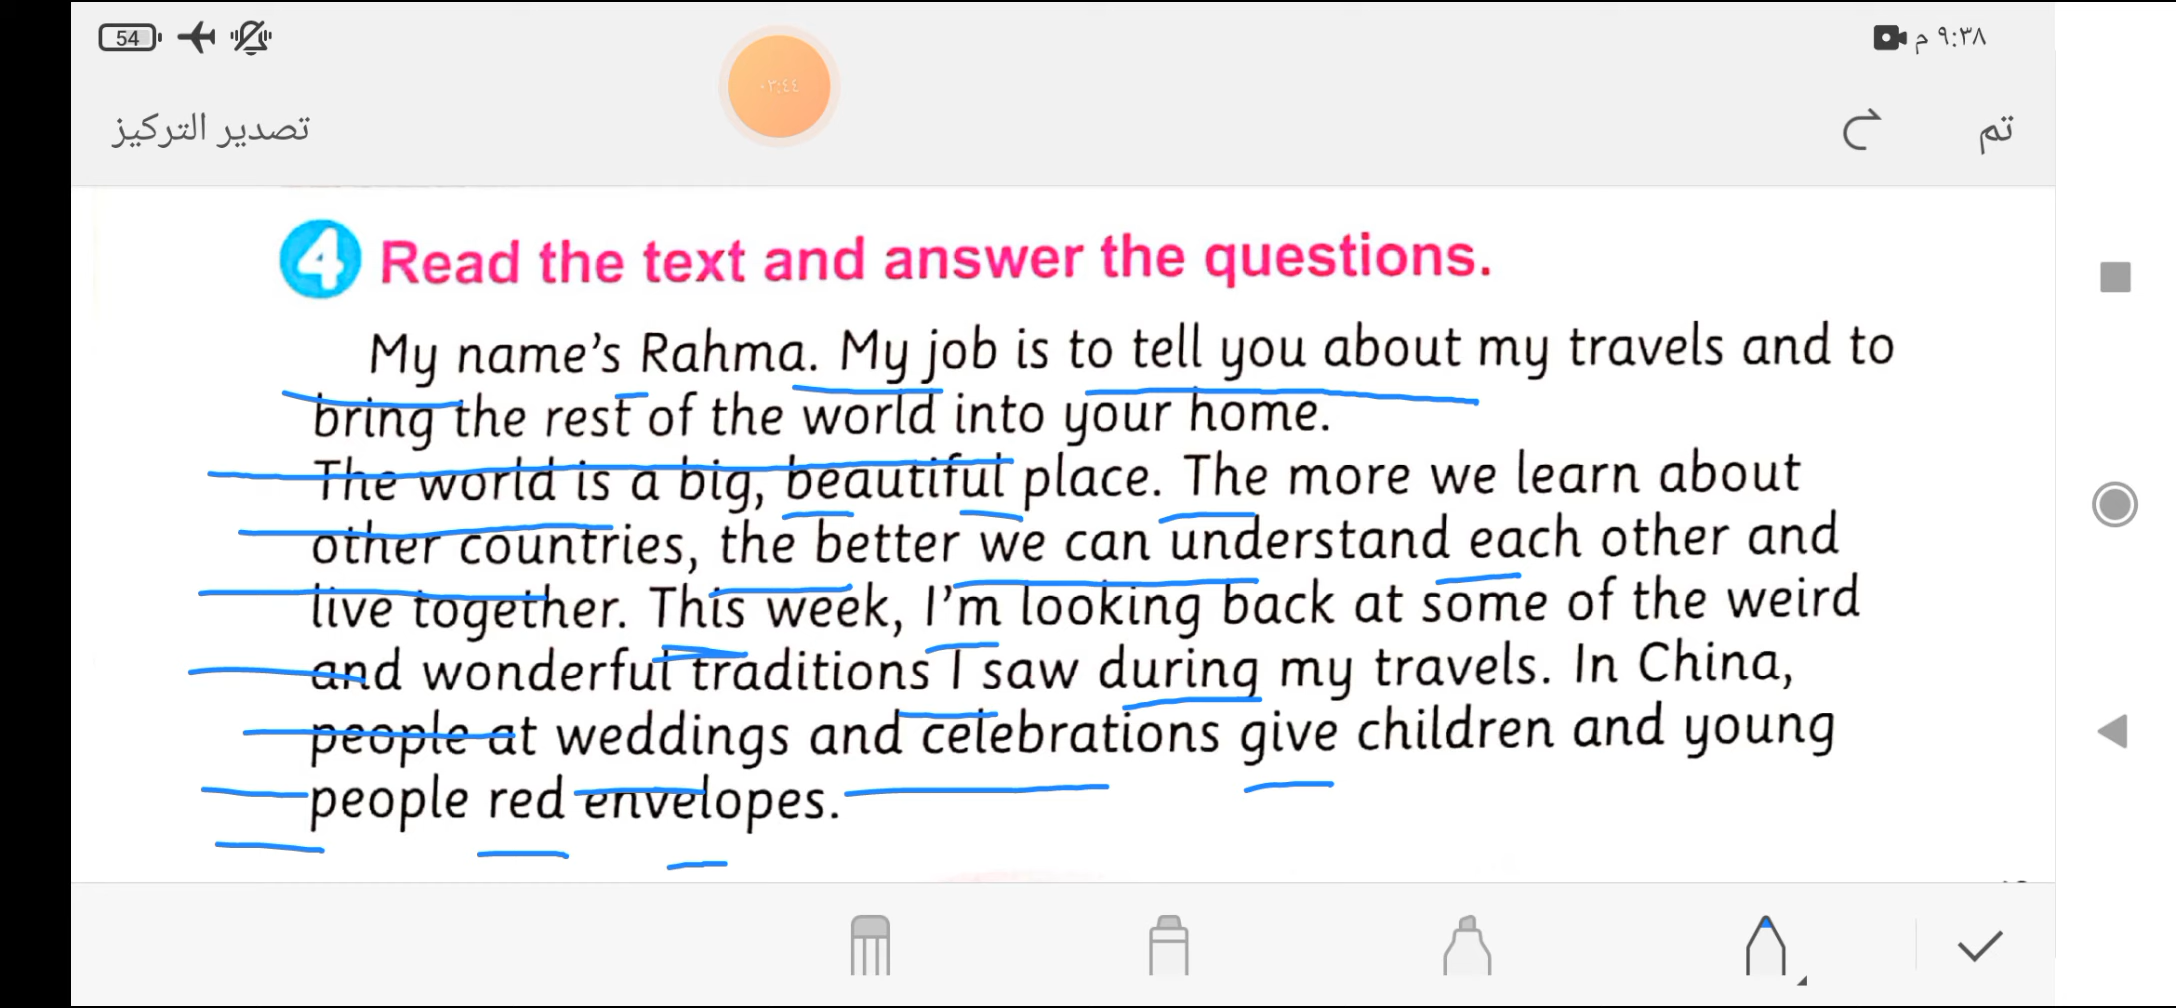 54
٩:٣٨ م
٠٣:٤٤
تصدير التركيز
تم
4 Read the text and answer the questions.
My name's Rahma. My job is to tell you about my travels and to
bring the rest of the world into your home.
The world is a big, beautiful place. The more we learn about
other countries, the better we can understand each other and
live together. This week, I'm looking back at some of the weird
and wonderful traditions I saw during my travels. In China,
people at weddings and celebrations give children and young
people red envelopes.